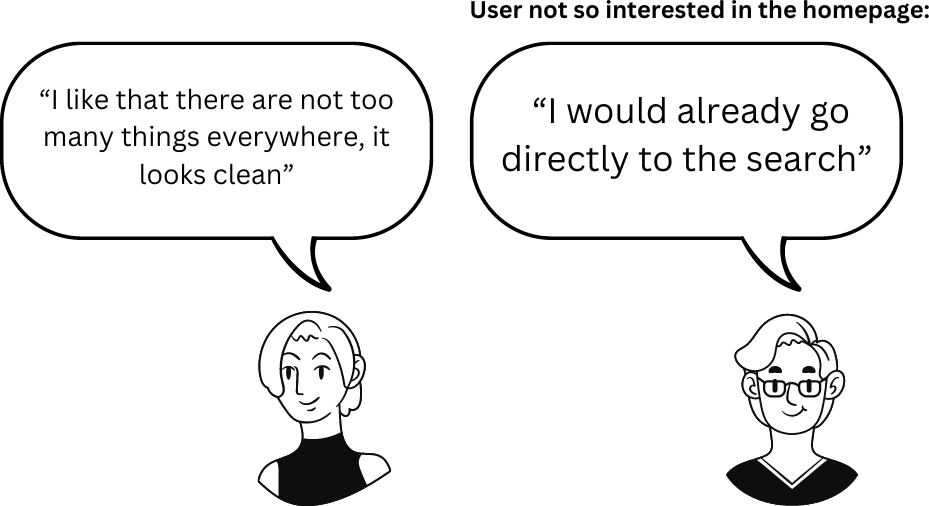 User not so interested in the homepage:
“I like that there are not too
many things everywhere, it
looks clean”
“I would already go
directly to the search”